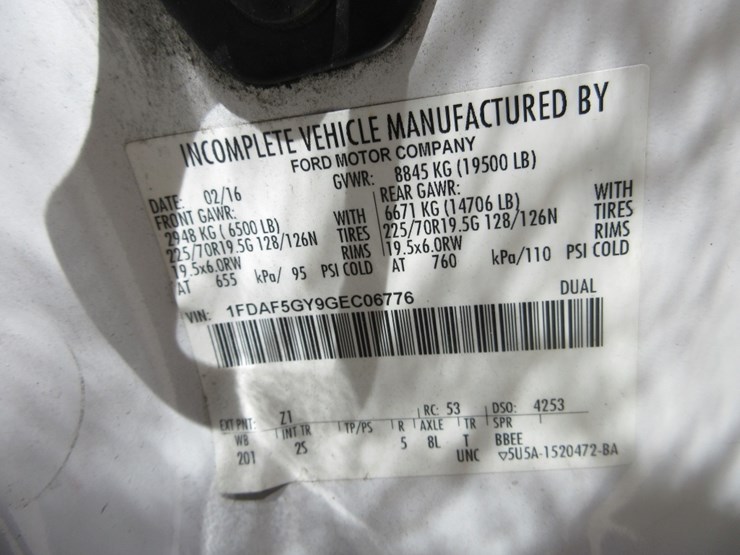 INCOMPLETE VEHICLE MANUFACTURED BY
FORD MOTOR COMPANY
DATE: 02/16 GVWR: 8845 KG (19500 LB)
FRONT GAWR: REAR GAWR:
2948 KG ( 6500 LB) WITH 6671 KG (14706 LB) WITH
225/70R19.5G 128/126N TIRES 225/70R19.5G 128/126N TIRES
19.5x6.0RW RIMS 19.5x6.0RW RIMS
AT 655 kPa/ 95 PSI COLD AT 760 kPa/110 PSI COLD
VIN: 1FDAF5GY9GEC06776 DUAL
EXT PNT: Z1 RC: 53 DSO: 4253
WB INT TR TP/PS R AXLE TR SPR
201 2S 5 8L T BBEE
UNC ▽5U5A-1520472-BA